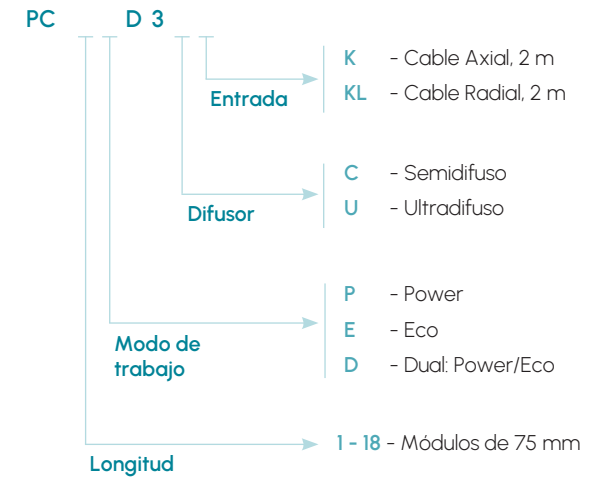 PC D 3
K - Cable Axial, 2 m
KL - Cable Radial, 2 m
Entrada
C - Semidifuso
U - Ultradifuso
Difusor
P - Power
E - Eco
D - Dual: Power/Eco
Modo de
trabajo
1 - 18 - Módulos de 75 mm
Longitud